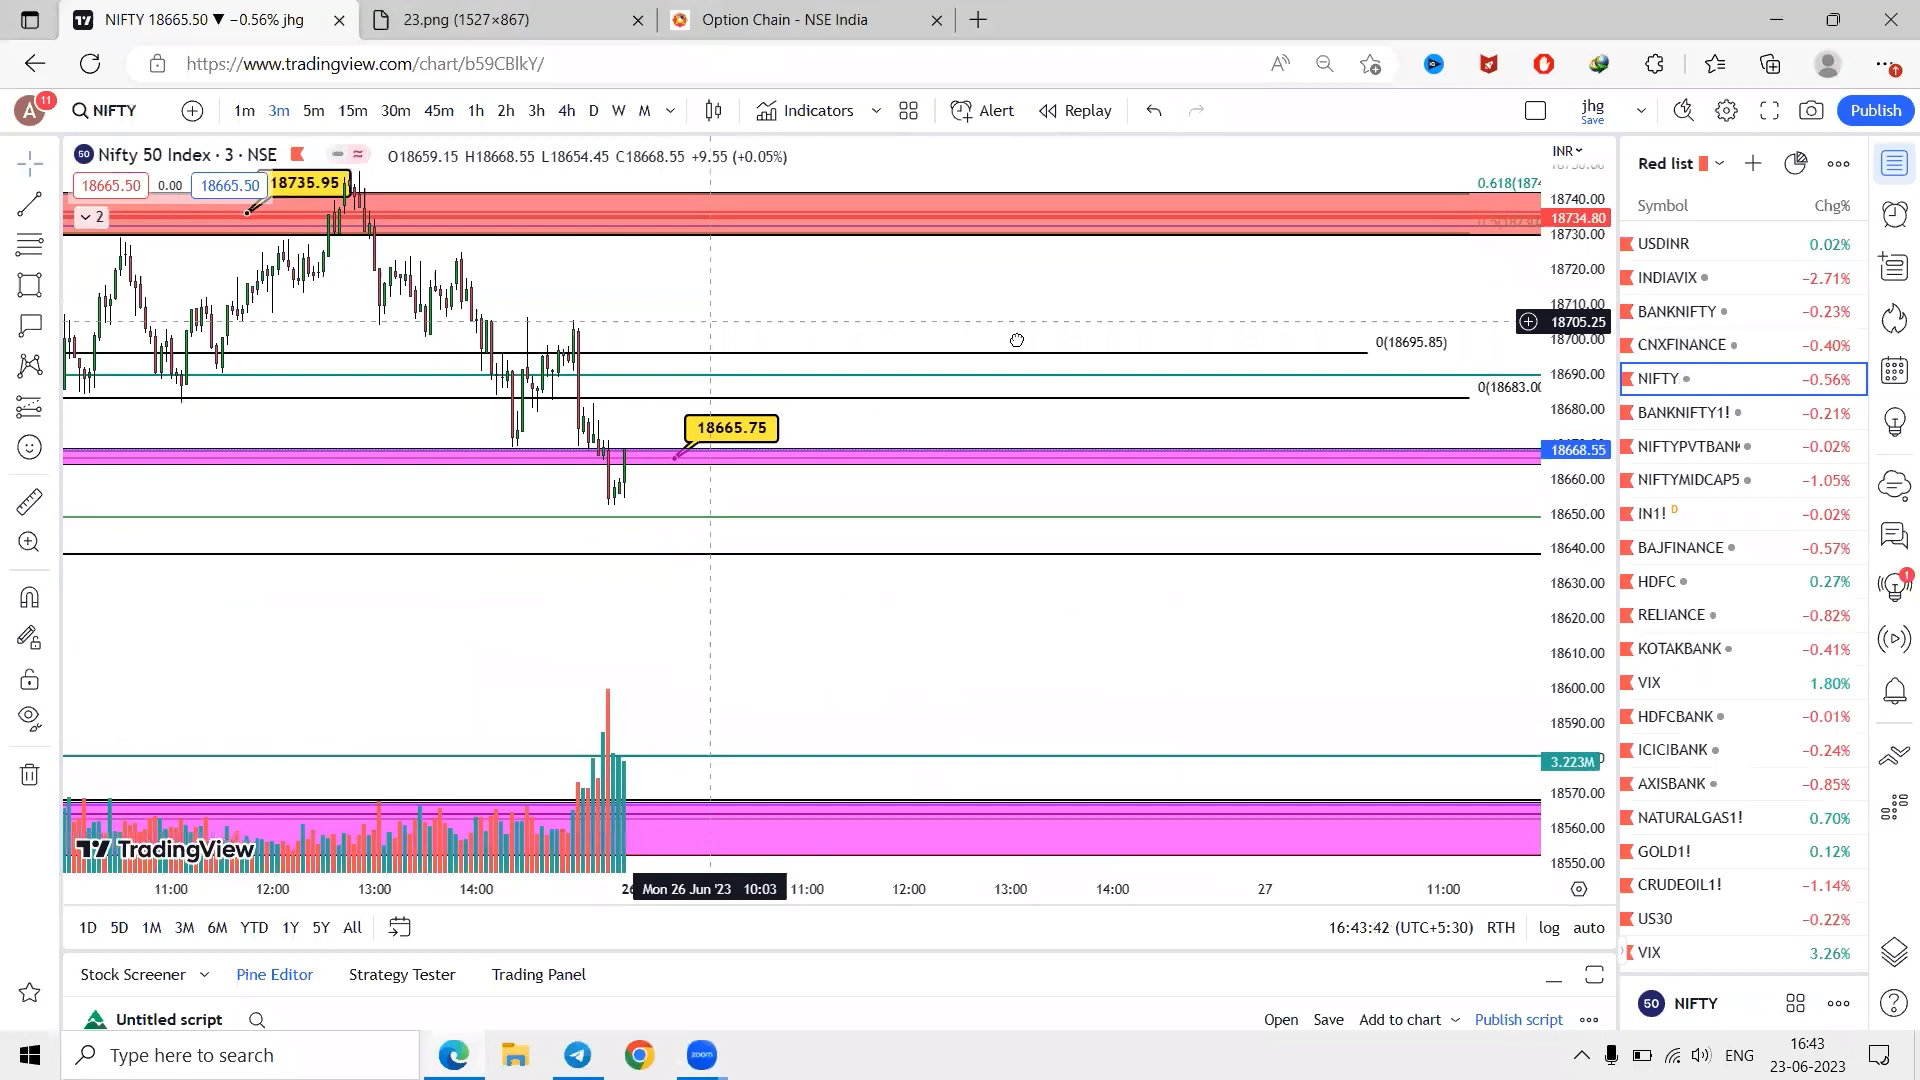 NIFTY 18665.50 ▼ −0.56% jhg
23.png (1527×867)
Option Chain - NSE India
https://www.tradingview.com/chart/b59CBlkY/
A
11
NIFTY
1m 3m 5m 15m 30m 45m 1h 2h 3h 4h D W M
Indicators
Alert
Replay
jhg
Save
Publish
50 Nifty 50 Index · 3 · NSE
O18659.15 H18668.55 L18654.45 C18668.55 +9.55 (+0.05%)
INR
18665.50 0.00 18665.50
18735.95
2
0.618(1874
0(18695.85)
0(18683.00
18665.75
18740.00
18734.80
18730.00
18720.00
18710.00
18705.25
18700.00
18690.00
18680.00
18668.55
18660.00
18650.00
18640.00
18630.00
18620.00
18610.00
18600.00
18590.00
3.223M
18570.00
18560.00
18550.00
TradingView
11:00 12:00 13:00 14:00 26 Mon 26 Jun '23 10:03 11:00 12:00 13:00 14:00 27 11:00
1D 5D 1M 3M 6M YTD 1Y 5Y All
16:43:42 (UTC+5:30) RTH log auto
Stock Screener Pine Editor Strategy Tester Trading Panel
Untitled script
Open Save Add to chart Publish script
Red list
Symbol Chg%
USDINR 0.02%
INDIAVIX −2.71%
BANKNIFTY −0.23%
CNXFINANCE −0.40%
NIFTY −0.56%
BANKNIFTY1! −0.21%
NIFTYPVTBANK −0.02%
NIFTYMIDCAP5 −1.05%
IN1! D −0.02%
BAJFINANCE −0.57%
HDFC 0.27%
RELIANCE −0.82%
KOTAKBANK −0.41%
VIX 1.80%
HDFCBANK −0.01%
ICICIBANK −0.24%
AXISBANK −0.85%
NATURALGAS1! 0.70%
GOLD1! 0.12%
CRUDEOIL1! −1.14%
US30 −0.22%
VIX 3.26%
50 NIFTY
1
Type here to search
zoom
ENG
16:43
23-06-2023